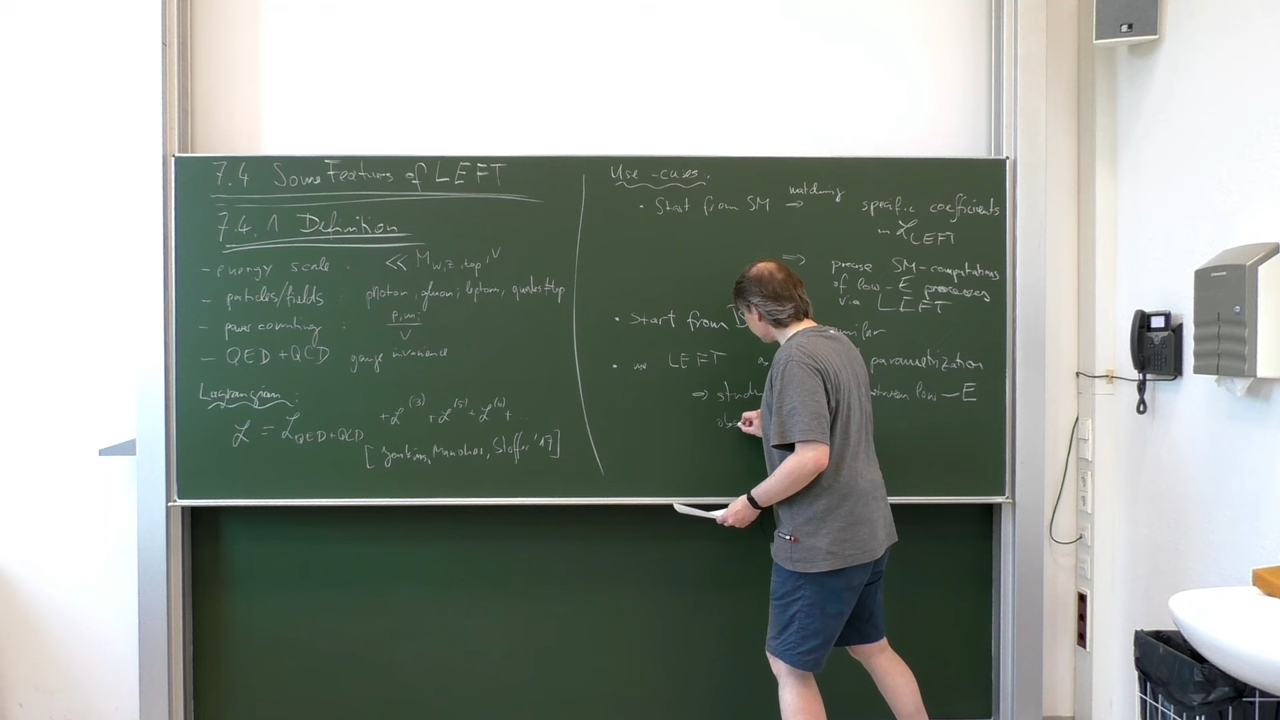 7.4 Some Features of LEFT
7.4.1 Definition
- energy scale : ≪ M_W,Z,top, v
- particles/fields : photon, gluon, leptons, quarks≠top
- power counting : p, m_i / v
- QED + QCD gauge invariance
Lagrangian:
ℒ = ℒ_QED+QCD + ℒ^(3) + ℒ^(5) + ℒ^(6) + ...
[Jenkins, Manohar, Stoffer '17]
Use-cases.
• Start from SM → matching specific coefficients
in ℒ_LEFT
⇒ precise SM-computations
of low-E processes
via LEFT
• Start from
• use LEFT parametrization
⇒ low-E